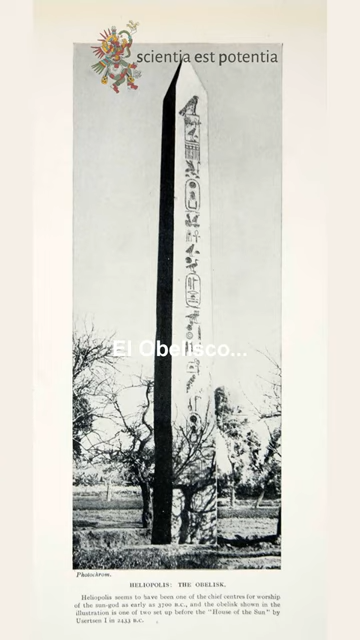 scientia est potentia
El Obelisco...
Photochrom.
HELIOPOLIS: THE OBELISK.
Heliopolis seems to have been one of the chief centres for worship
of the sun-god as early as 3700 B.C., and the obelisk shown in the
illustration is one of two set up before the "House of the Sun" by
Usertsen I in 2433 B.C.